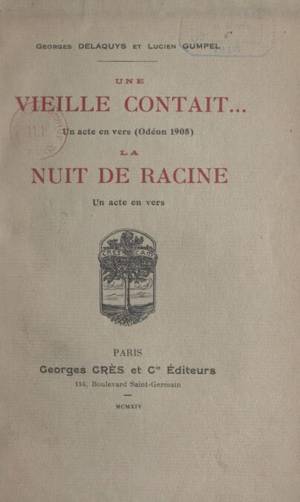 Georges DELAQUYS et Lucien GUMPEL
UNE
VIEILLE CONTAIT...
Un acte en vers (Odéon 1908)
LA
NUIT DE RACINE
Un acte en vers
PARIS
Georges CRÈS et Cie Éditeurs
116, Boulevard Saint-Germain
MCMXIV